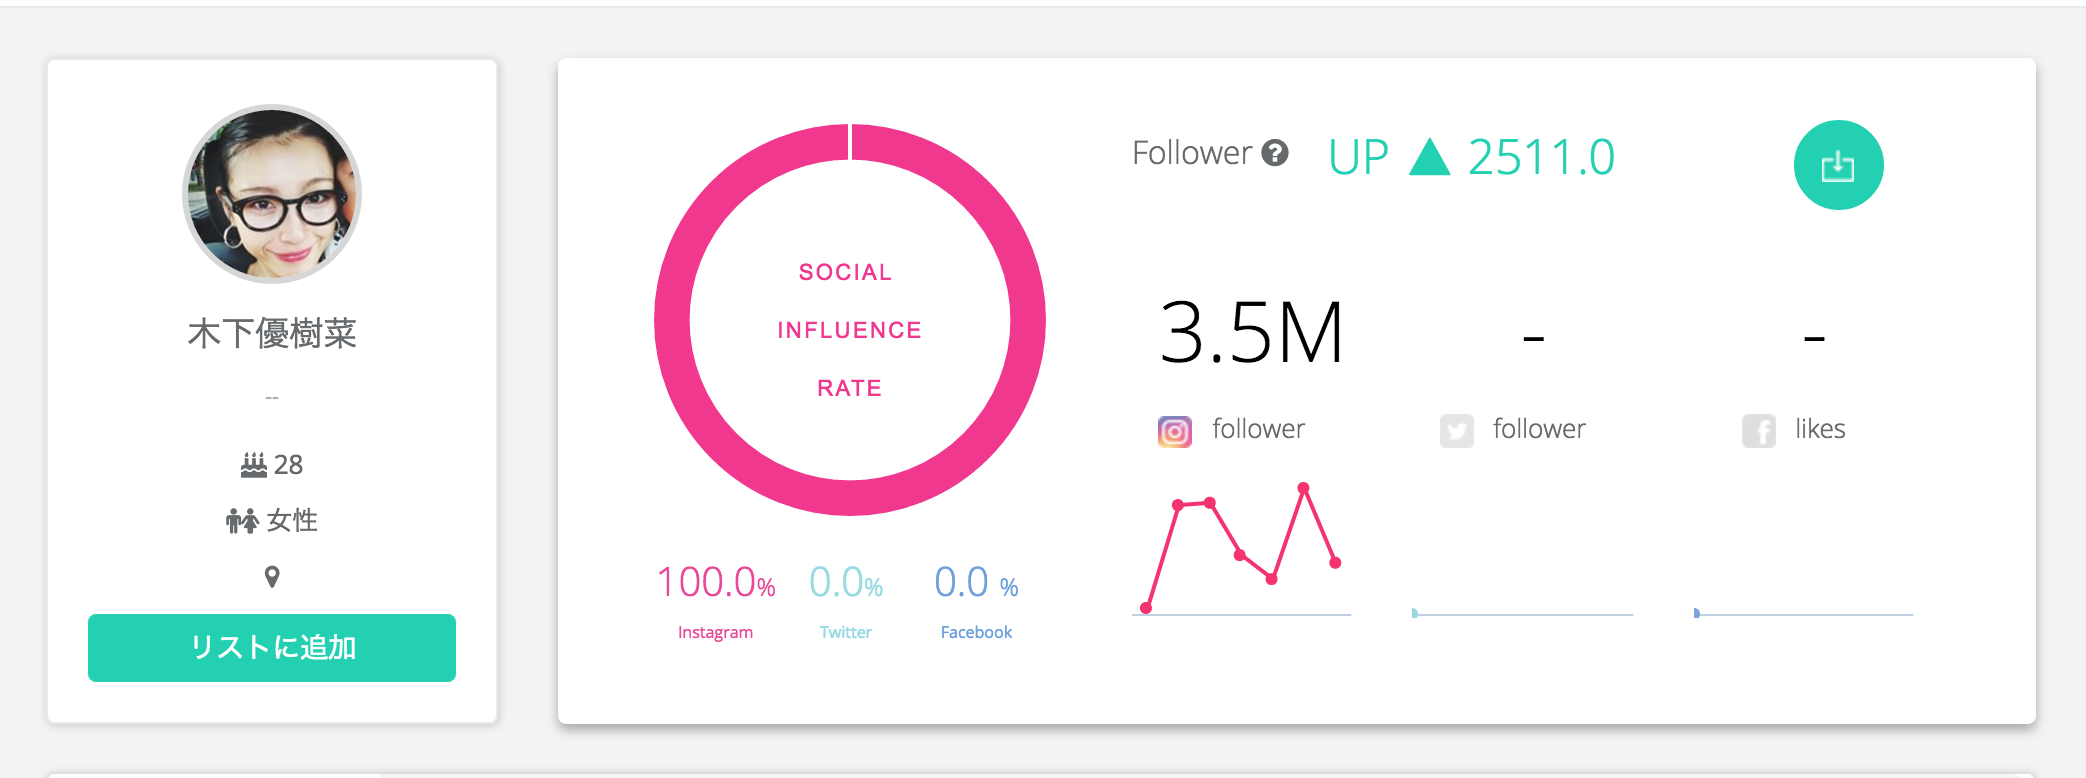 木下優樹菜
--
28
女性
リストに追加
SOCIAL
INFLUENCE
RATE
100.0%
Instagram
0.0%
Twitter
0.0 %
Facebook
Follower ? UP ▲ 2511.0
3.5M
follower
-
follower
-
likes